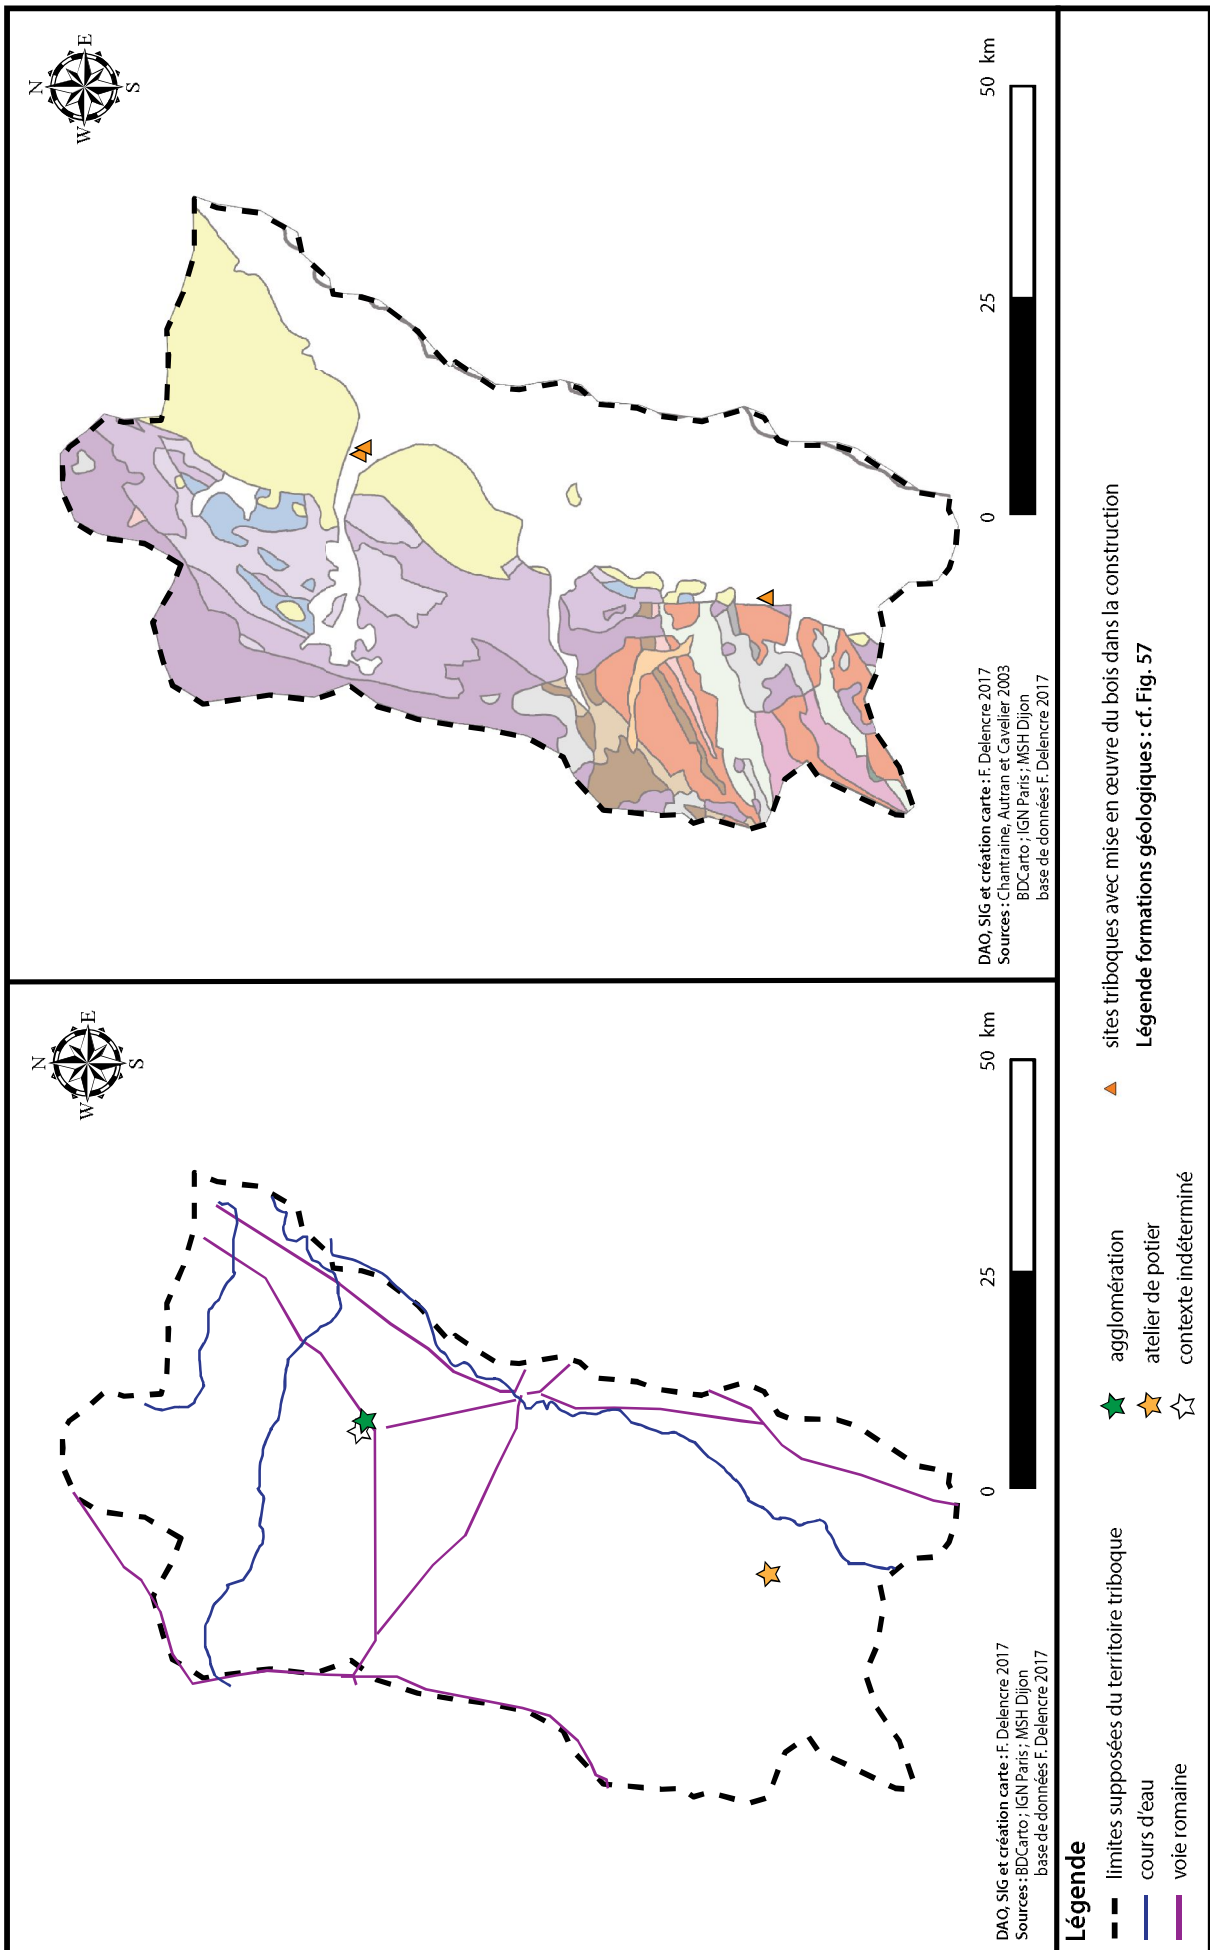 N
E
S
W
0
25
50 km
DAO, SIG et création carte : F. Delencre 2017
Sources : BDCarto ; IGN Paris ; MSH Dijon
base de données F. Delencre 2017
N
E
S
W
0
25
50 km
DAO, SIG et création carte : F. Delencre 2017
Sources : Chantraine, Autran et Cavelier 2003
BDCarto ; IGN Paris ; MSH Dijon
base de données F. Delencre 2017
Légende
limites supposées du territoire triboque
cours d'eau
voie romaine
agglomération
atelier de potier
contexte indéterminé
sites triboques avec mise en œuvre du bois dans la construction
Légende formations géologiques : cf. Fig. 57